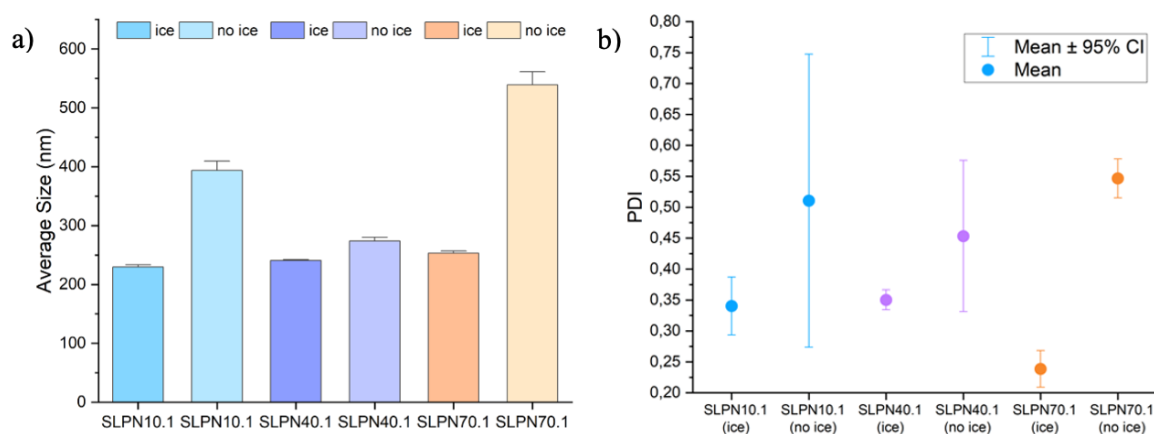 a)
ice no ice ice no ice ice no ice
600
500
400
300
200
100
0
Average Size (nm)
SLPN10.1 SLPN10.1 SLPN40.1 SLPN40.1 SLPN70.1 SLPN70.1
b)
Mean ± 95% CI
Mean
0,80
0,75
0,70
0,65
0,60
0,55
0,50
0,45
0,40
0,35
0,30
0,25
0,20
PDI
SLPN10.1 SLPN10.1 SLPN40.1 SLPN40.1 SLPN70.1 SLPN70.1
(ice) (no ice) (ice) (no ice) (ice) (no ice)